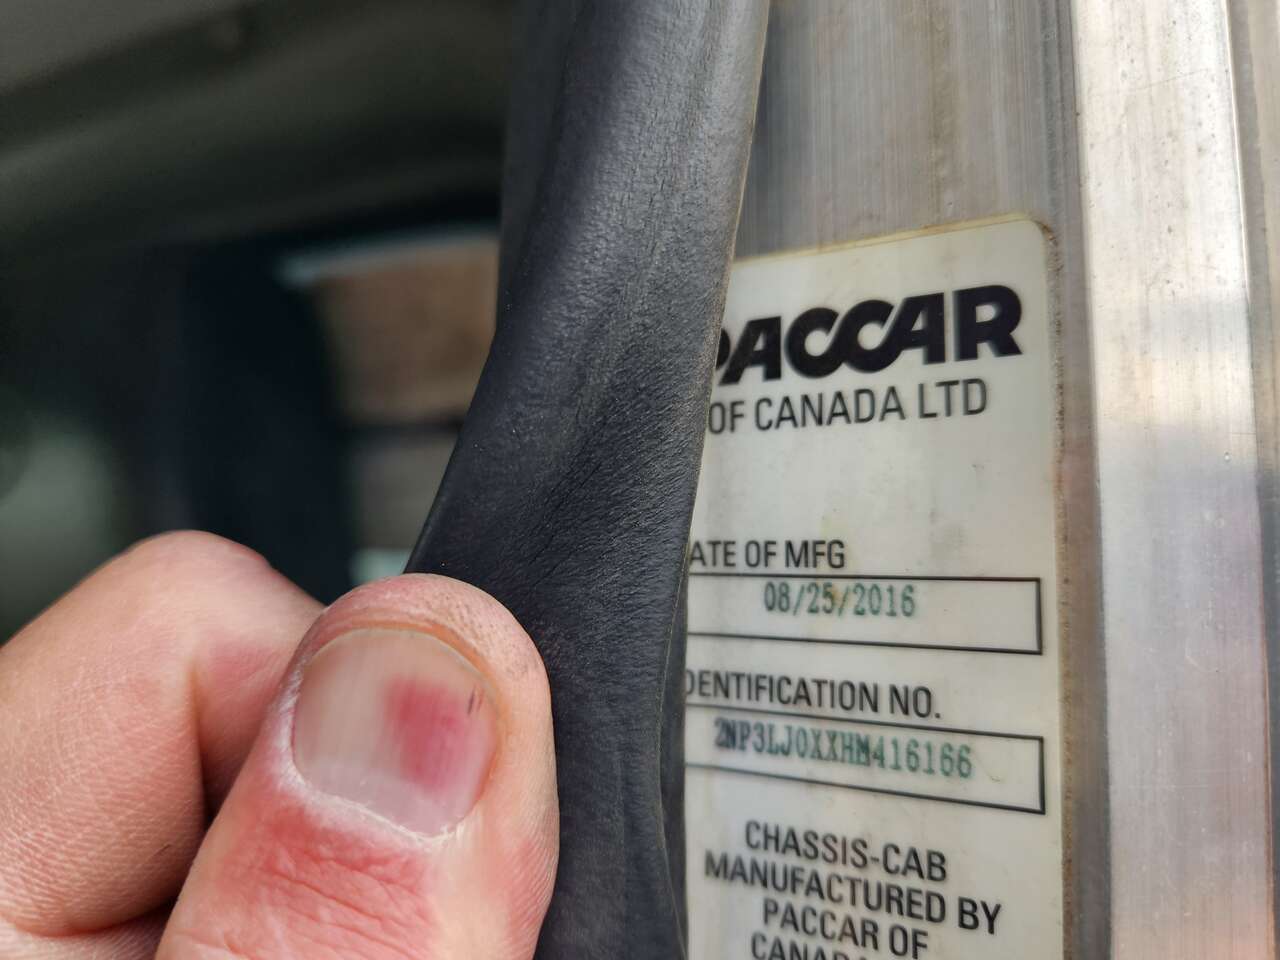 PACCAR
OF CANADA LTD
ATE OF MFG
08/25/2016
DENTIFICATION NO.
2NP3LJ0XXHM416166
CHASSIS-CAB
MANUFACTURED BY
PACCAR OF
CANADA